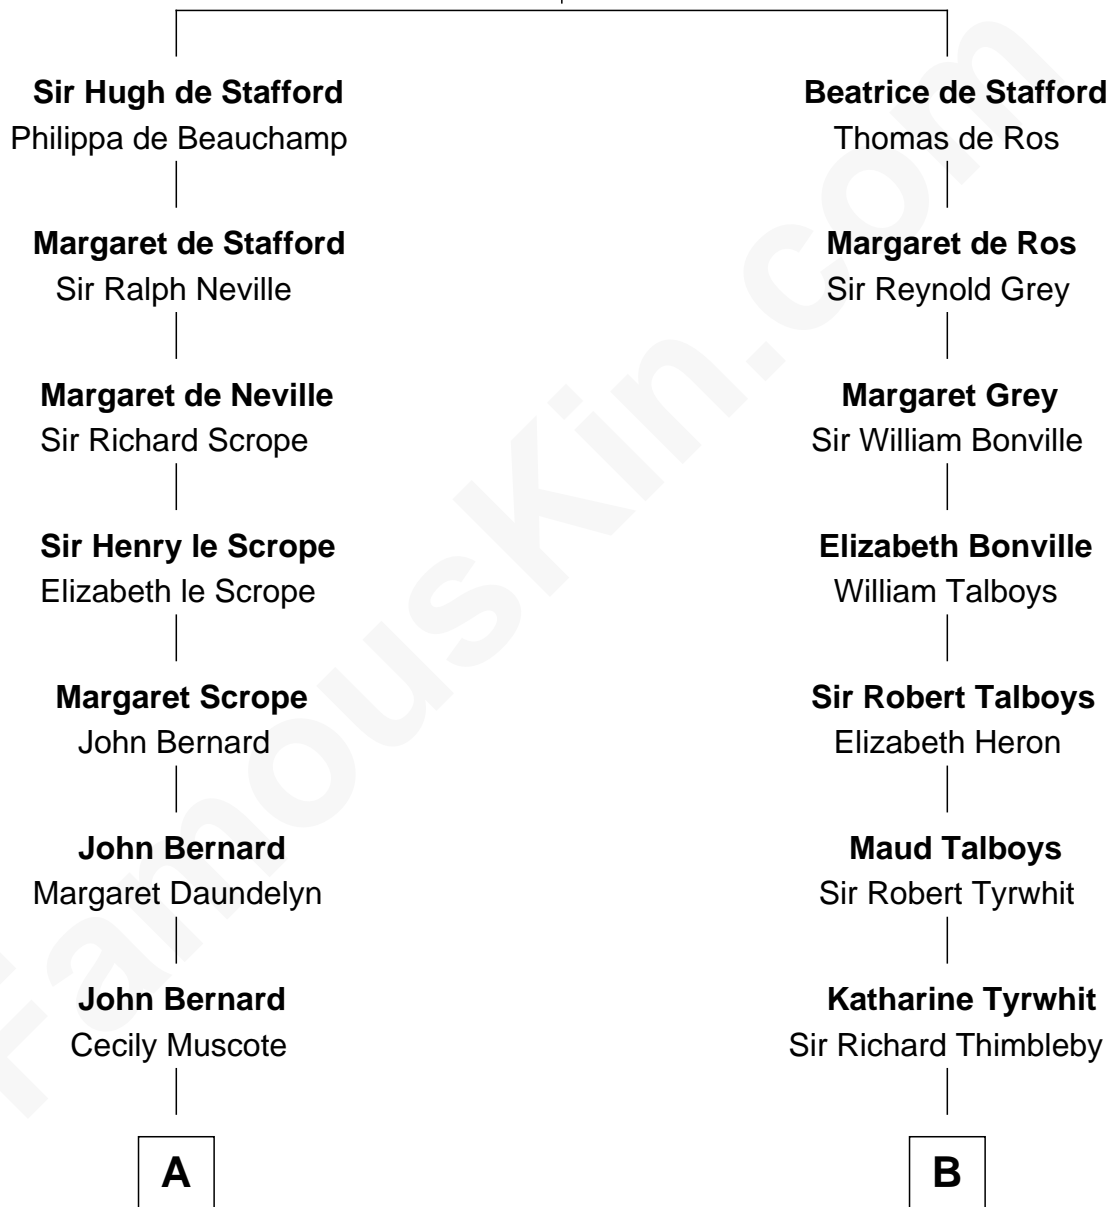 Sir Hugh de Stafford
Philippa de Beauchamp
Margaret de Stafford
Sir Ralph Neville
Margaret de Neville
Sir Richard Scrope
Sir Henry le Scrope
Elizabeth le Scrope
Margaret Scrope
John Bernard
John Bernard
Margaret Daundelyn
John Bernard
Cecily Muscote
A
Beatrice de Stafford
Thomas de Ros
Margaret de Ros
Sir Reynold Grey
Margaret Grey
Sir William Bonville
Elizabeth Bonville
William Talboys
Sir Robert Talboys
Elizabeth Heron
Maud Talboys
Sir Robert Tyrwhit
Katharine Tyrwhit
Sir Richard Thimbleby
B
FamousKin.com